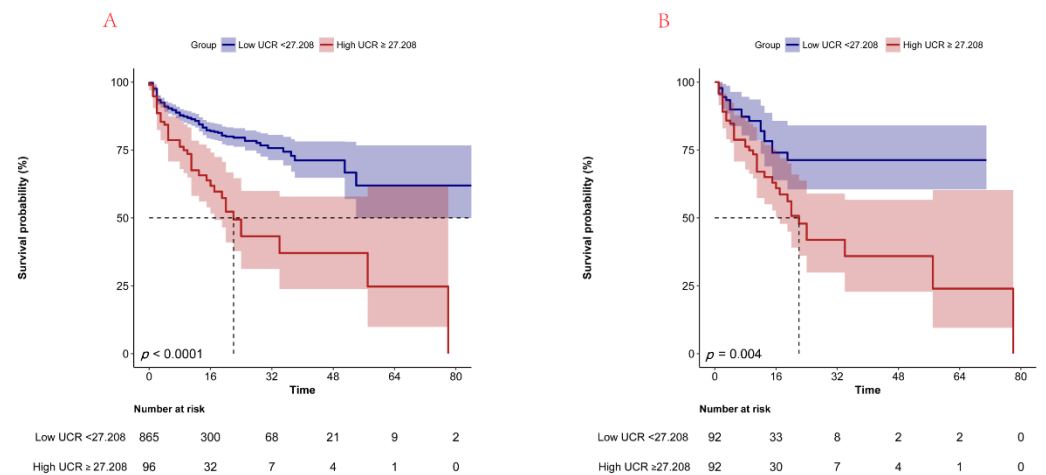 A
Group Low UCR <27.208 High UCR ≥ 27.208
Survival probability (%)
100
75
50
25
0
p < 0.0001
0 16 32 48 64 80
Time
Number at risk
Low UCR <27.208 865 300 68 21 9 2
High UCR ≥ 27.208 96 32 7 4 1 0
B
Group Low UCR <27.208 High UCR ≥ 27.208
Survival probability (%)
100
75
50
25
0
p = 0.004
0 16 32 48 64 80
Time
Number at risk
Low UCR <27.208 92 33 8 2 2 0
High UCR ≥27.208 92 30 7 4 1 0